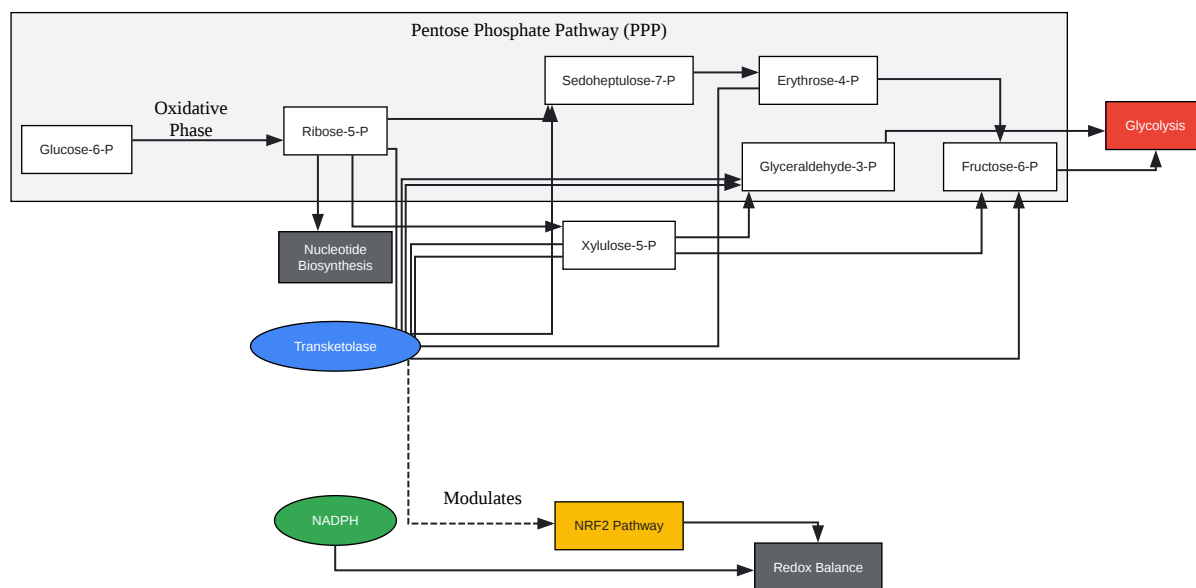 Pentose Phosphate Pathway (PPP)
Sedoheptulose-7-P
Erythrose-4-P
Oxidative
Phase
Glucose-6-P
Ribose-5-P
Glycolysis
Glyceraldehyde-3-P
Fructose-6-P
Nucleotide
Biosynthesis
Xylulose-5-P
Transketolase
Modulates
NADPH
NRF2 Pathway
Redox Balance